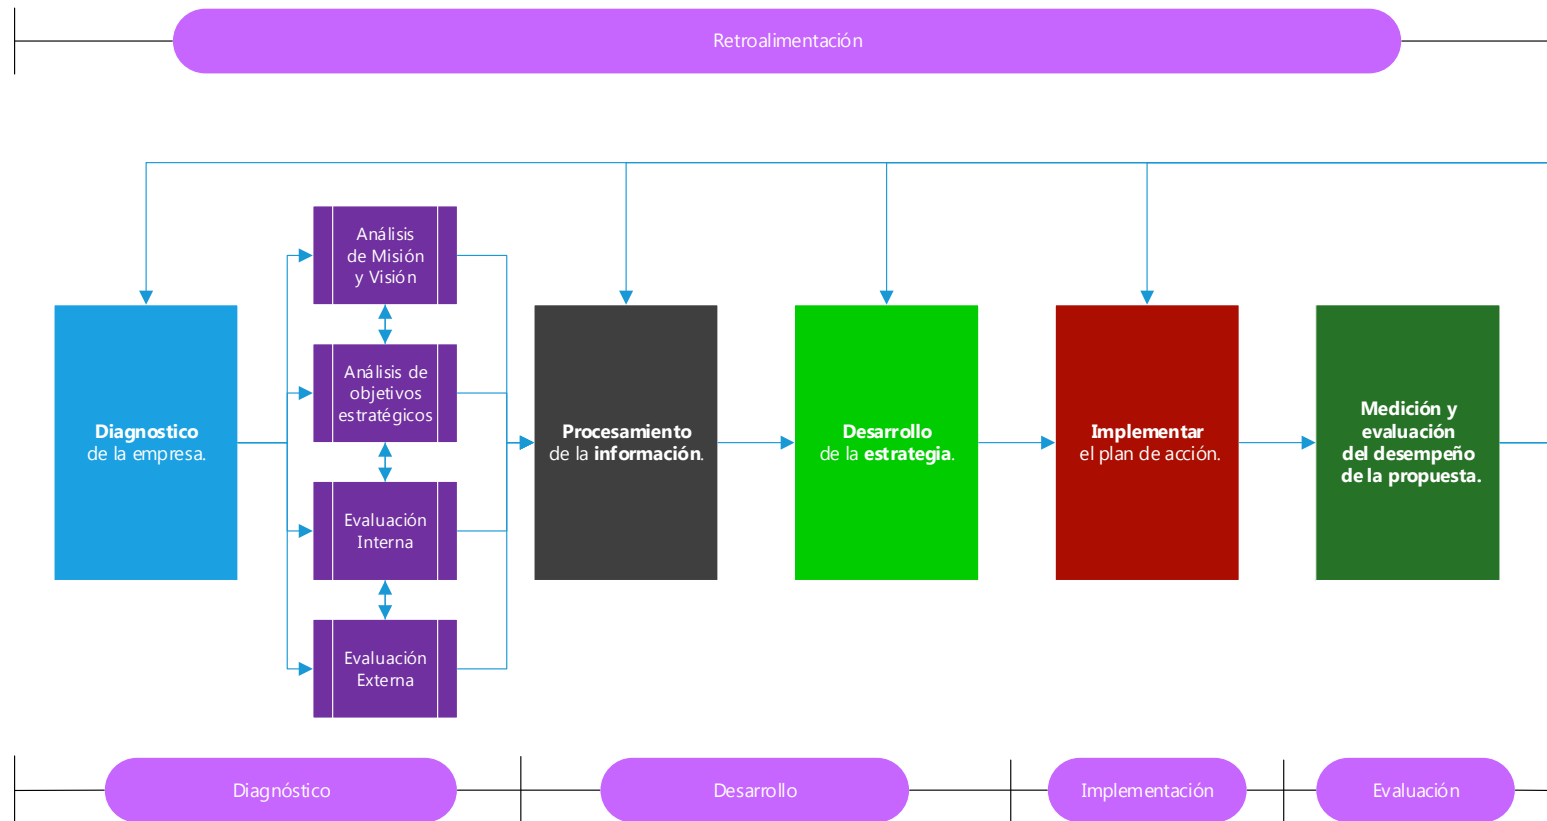 Retroalimentación
Análisis
de Misión
y Visión
Análisis de
objetivos
estratégicos
Evaluación
Interna
Evaluación
Externa
Diagnostico
de la empresa.
Procesamiento
de la información.
Desarrollo
de la estrategia.
Implementar
el plan de acción.
Medición y
evaluación
del desempeño
de la propuesta.
Diagnóstico
Desarrollo
Implementación
Evaluación